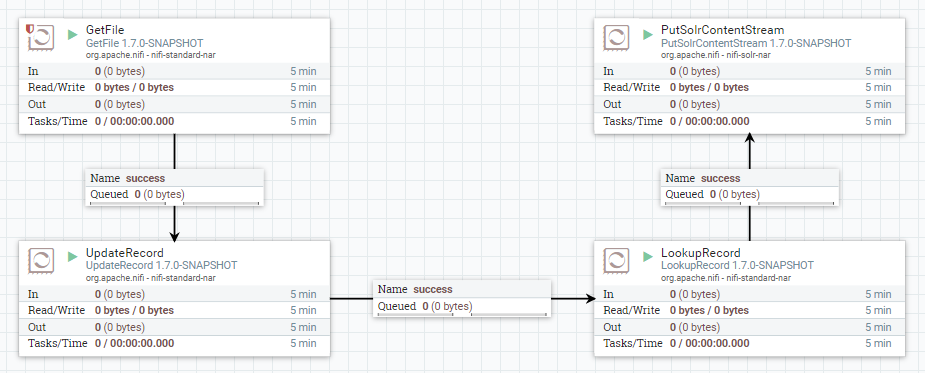 GetFile
GetFile 1.7.0-SNAPSHOT
org.apache.nifi - nifi-standard-nar
In 0 (0 bytes) 5 min
Read/Write 0 bytes / 0 bytes 5 min
Out 0 (0 bytes) 5 min
Tasks/Time 0 / 00:00:00.000 5 min
Name success
Queued 0 (0 bytes)
UpdateRecord
UpdateRecord 1.7.0-SNAPSHOT
org.apache.nifi - nifi-standard-nar
In 0 (0 bytes) 5 min
Read/Write 0 bytes / 0 bytes 5 min
Out 0 (0 bytes) 5 min
Tasks/Time 0 / 00:00:00.000 5 min
Name success
Queued 0 (0 bytes)
LookupRecord
LookupRecord 1.7.0-SNAPSHOT
org.apache.nifi - nifi-standard-nar
In 0 (0 bytes) 5 min
Read/Write 0 bytes / 0 bytes 5 min
Out 0 (0 bytes) 5 min
Tasks/Time 0 / 00:00:00.000 5 min
Name success
Queued 0 (0 bytes)
PutSolrContentStream
PutSolrContentStream 1.7.0-SNAPSHOT
org.apache.nifi - nifi-solr-nar
In 0 (0 bytes) 5 min
Read/Write 0 bytes / 0 bytes 5 min
Out 0 (0 bytes) 5 min
Tasks/Time 0 / 00:00:00.000 5 min